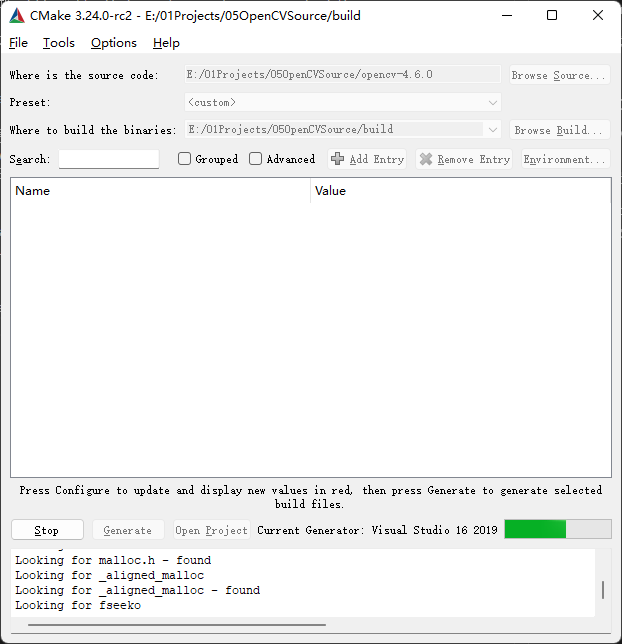 CMake 3.24.0-rc2 - E:/01Projects/05OpenCVSource/build
File Tools Options Help
Where is the source code: E:/01Projects/05OpenCVSource/opencv-4.6.0 Browse Source...
Preset: <custom>
Where to build the binaries: E:/01Projects/05OpenCVSource/build Browse Build...
Search: Grouped Advanced Add Entry Remove Entry Environment...
Name Value
Press Configure to update and display new values in red, then press Generate to generate selected
build files.
Stop Generate Open Project Current Generator: Visual Studio 16 2019
Looking for malloc.h - found
Looking for _aligned_malloc
Looking for _aligned_malloc - found
Looking for fseeko